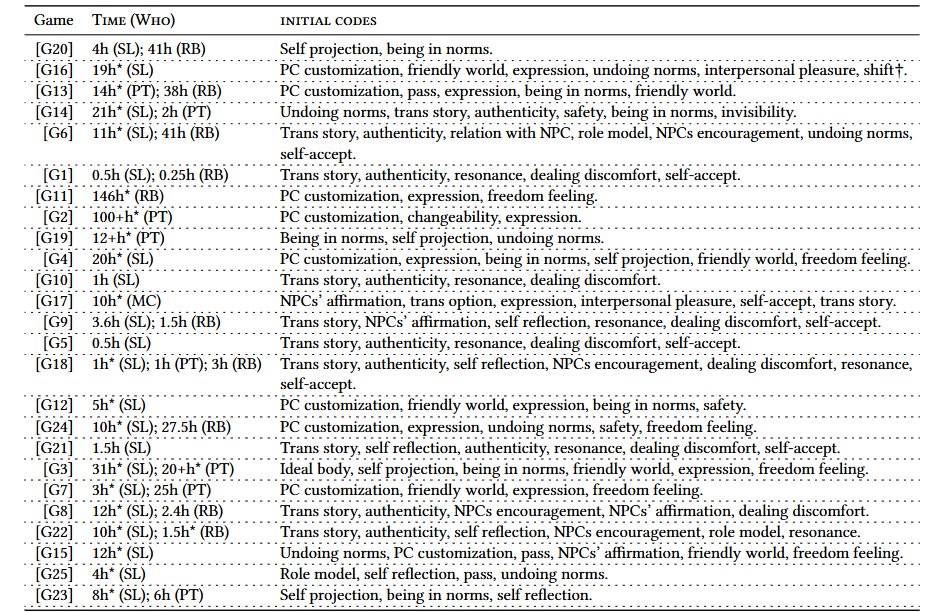 Game TIME (WHO) INITIAL CODES
[G20] 4h (SL); 41h (RB) Self projection, being in norms.
[G16] 19h* (SL) PC customization, friendly world, expression, undoing norms, interpersonal pleasure, shift†.
[G13] 14h* (PT); 38h (RB) PC customization, pass, expression, being in norms, friendly world.
[G14] 21h* (SL); 2h (PT) Undoing norms, trans story, authenticity, safety, being in norms, invisibility.
[G6] 11h* (SL); 41h (RB) Trans story, authenticity, relation with NPC, role model, NPCs encouragement, undoing norms,
self-accept.
[G1] 0.5h (SL); 0.25h (RB) Trans story, authenticity, resonance, dealing discomfort, self-accept.
[G11] 146h* (RB) PC customization, expression, freedom feeling.
[G2] 100+h* (PT) PC customization, changeability, expression.
[G19] 12+h* (PT) Being in norms, self projection, undoing norms.
[G4] 20h* (SL) PC customization, expression, being in norms, self projection, friendly world, freedom feeling.
[G10] 1h (SL) Trans story, authenticity, resonance, dealing discomfort.
[G17] 10h* (MC) NPCs' affirmation, trans option, expression, interpersonal pleasure, self-accept, trans story.
[G9] 3.6h (SL); 1.5h (RB) Trans story, NPCs' affirmation, self reflection, resonance, dealing discomfort, self-accept.
[G5] 0.5h (SL) Trans story, authenticity, resonance, dealing discomfort, self-accept.
[G18] 1h* (SL); 1h (PT); 3h (RB) Trans story, authenticity, self reflection, NPCs encouragement, dealing discomfort, resonance,
self-accept.
[G12] 5h* (SL) PC customization, friendly world, expression, being in norms, safety.
[G24] 10h* (SL); 27.5h (RB) PC customization, expression, undoing norms, safety, freedom feeling.
[G21] 1.5h (SL) Trans story, self reflection, authenticity, resonance, dealing discomfort, self-accept.
[G3] 31h* (SL); 20+h* (PT) Ideal body, self projection, being in norms, friendly world, expression, freedom feeling.
[G7] 3h* (SL); 25h (PT) PC customization, friendly world, expression, freedom feeling.
[G8] 12h* (SL); 2.4h (RB) Trans story, authenticity, NPCs encouragement, NPCs' affirmation, dealing discomfort.
[G22] 10h* (SL); 1.5h* (RB) Trans story, authenticity, self reflection, NPCs encouragement, role model, resonance.
[G15] 12h* (SL) Undoing norms, PC customization, pass, NPCs' affirmation, friendly world, freedom feeling.
[G25] 4h* (SL) Role model, self reflection, pass, undoing norms.
[G23] 8h* (SL); 6h (PT) Self projection, being in norms, self reflection.